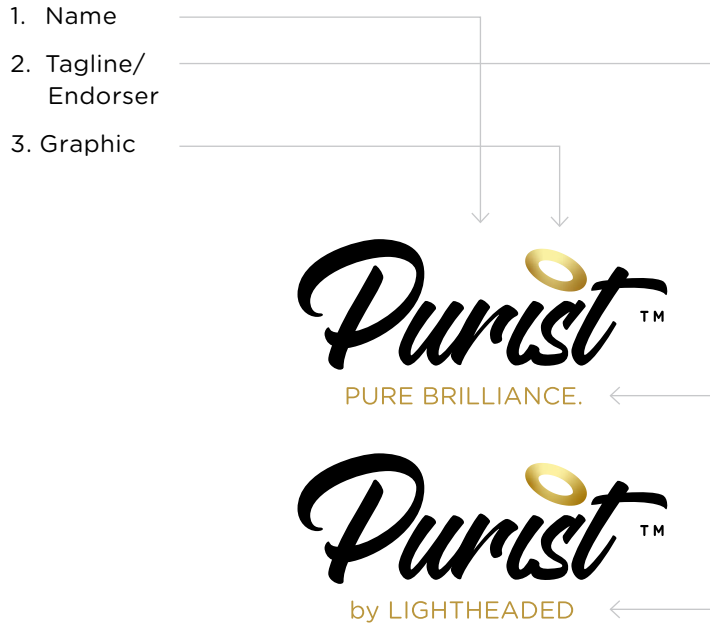 1. Name
2. Tagline/
Endorser
3. Graphic
Purist™
PURE BRILLIANCE.
Purist™
by LIGHTHEADED